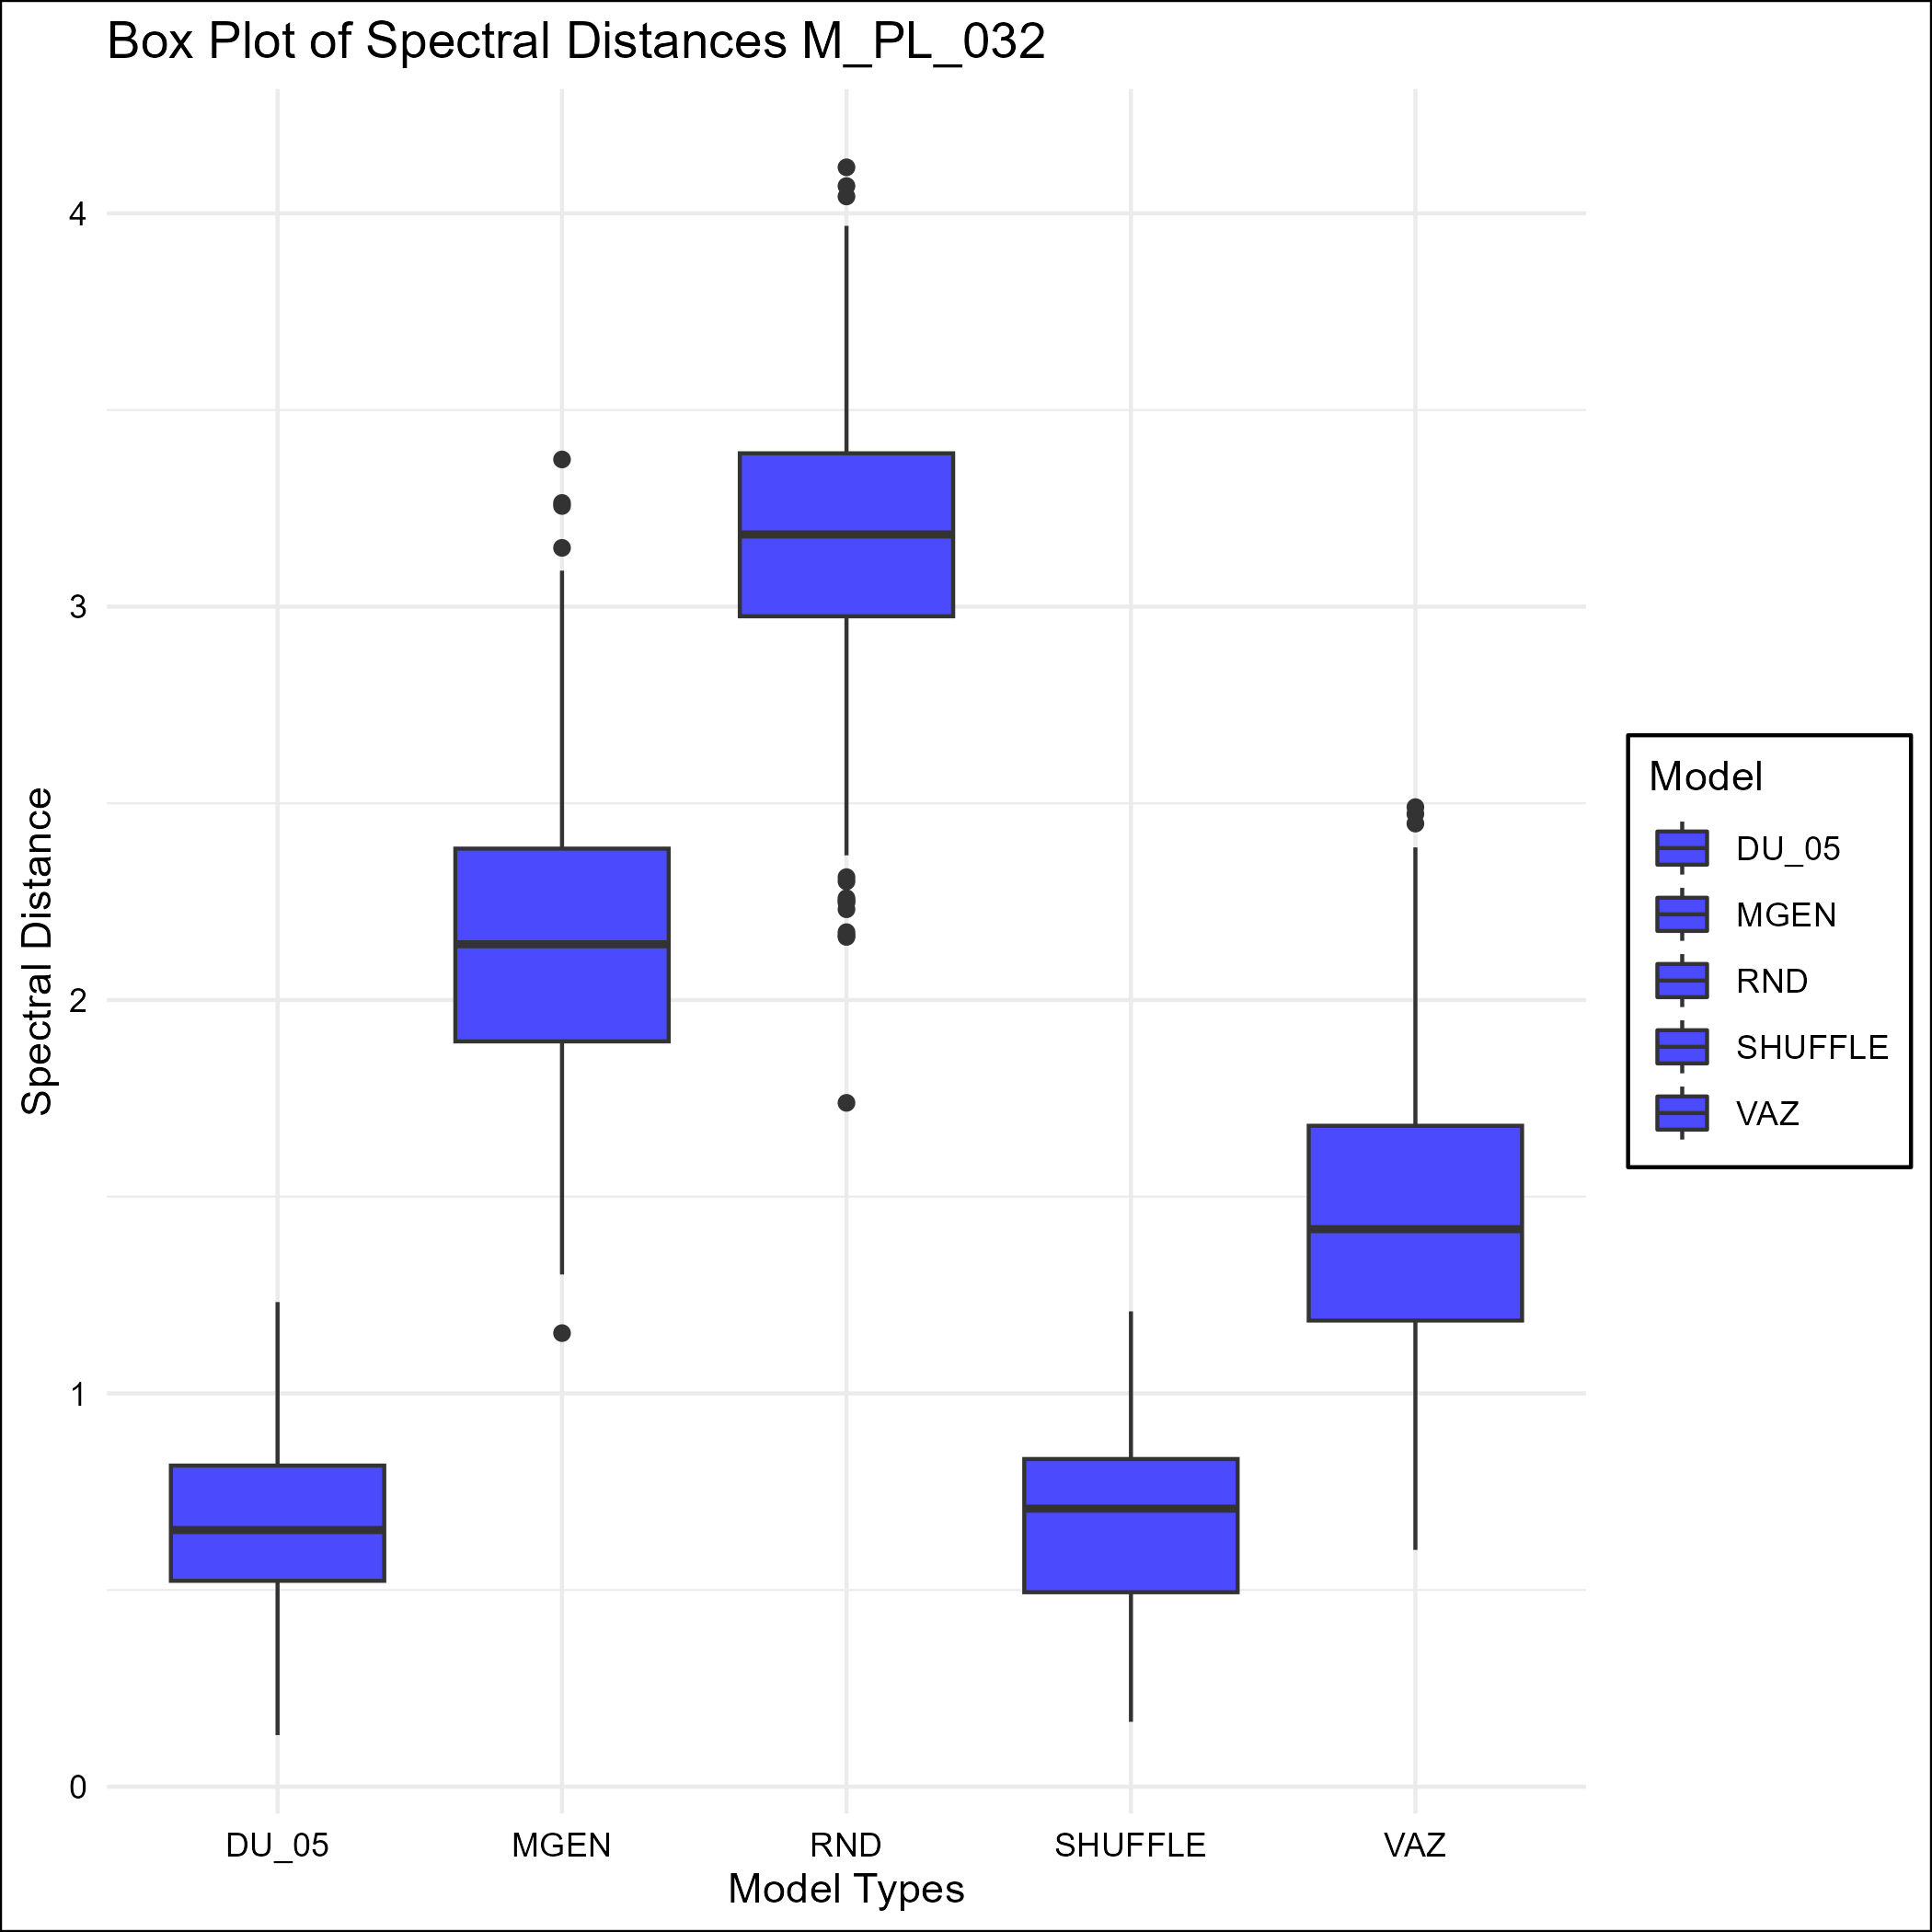 Box Plot of Spectral Distances M_PL_032
Spectral Distance
4
3
2
1
0
DU_05
MGEN
RND
SHUFFLE
VAZ
Model Types
Model
DU_05
MGEN
RND
SHUFFLE
VAZ